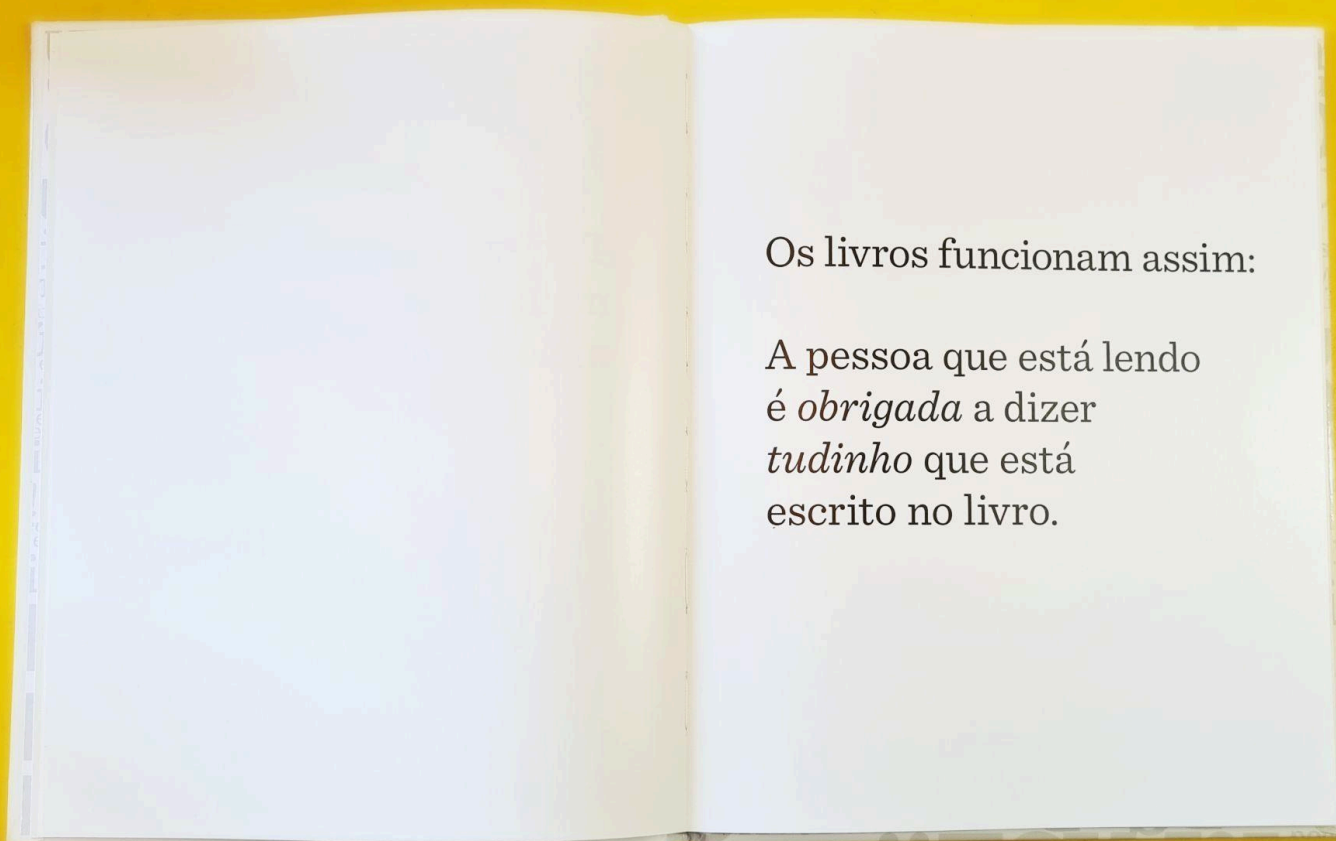 Os livros funcionam assim:
A pessoa que está lendo
é obrigada a dizer
tudinho que está
escrito no livro.